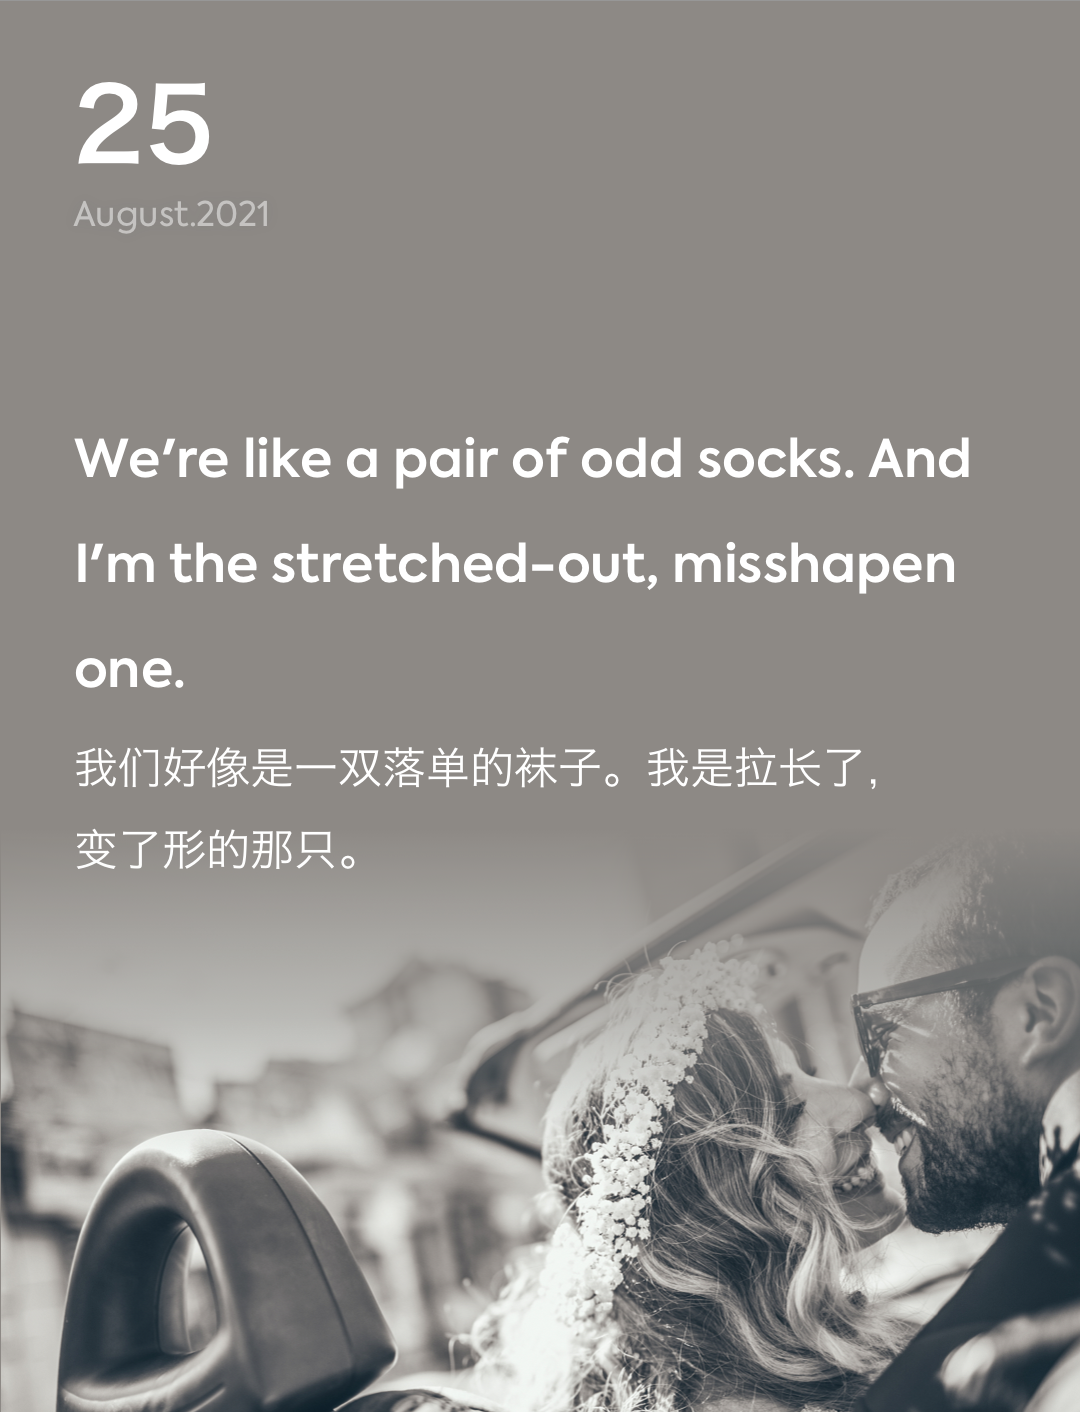 25
August.2021
We're like a pair of odd socks. And
I'm the stretched-out, misshapen
one.
我们好像是一双落单的袜子。我是拉长了,
变了形的那只。